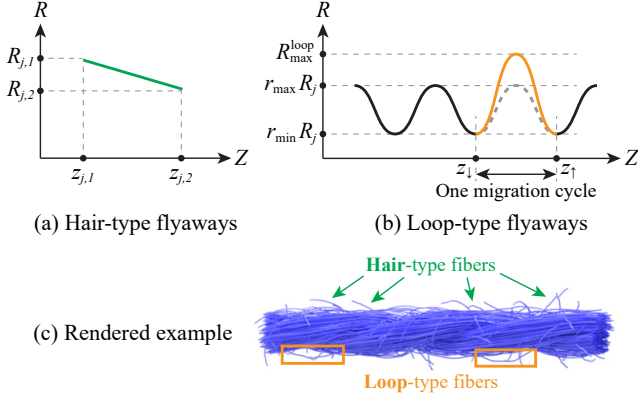 R
R_{j,1}
R_{j,2}
z_{j,1}
z_{j,2}
Z
(a) Hair-type flyaways
R
R_{max}^{loop}
r_{max} R_j
r_{min} R_j
z_↓
z_↑
Z
One migration cycle
(b) Loop-type flyaways
Hair-type fibers
(c) Rendered example
Loop-type fibers